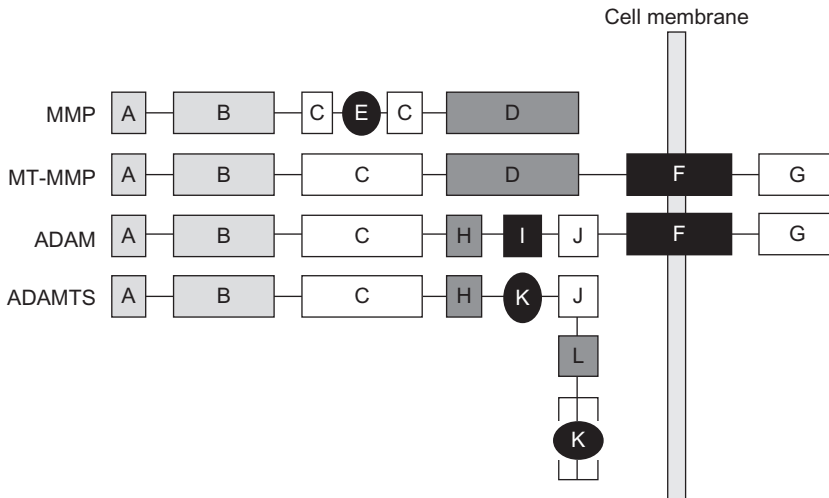 Cell membrane
MMP A B C E C D
MT-MMP A B C D F G
ADAM A B C H I J F G
ADAMTS A B C H K J
L
K